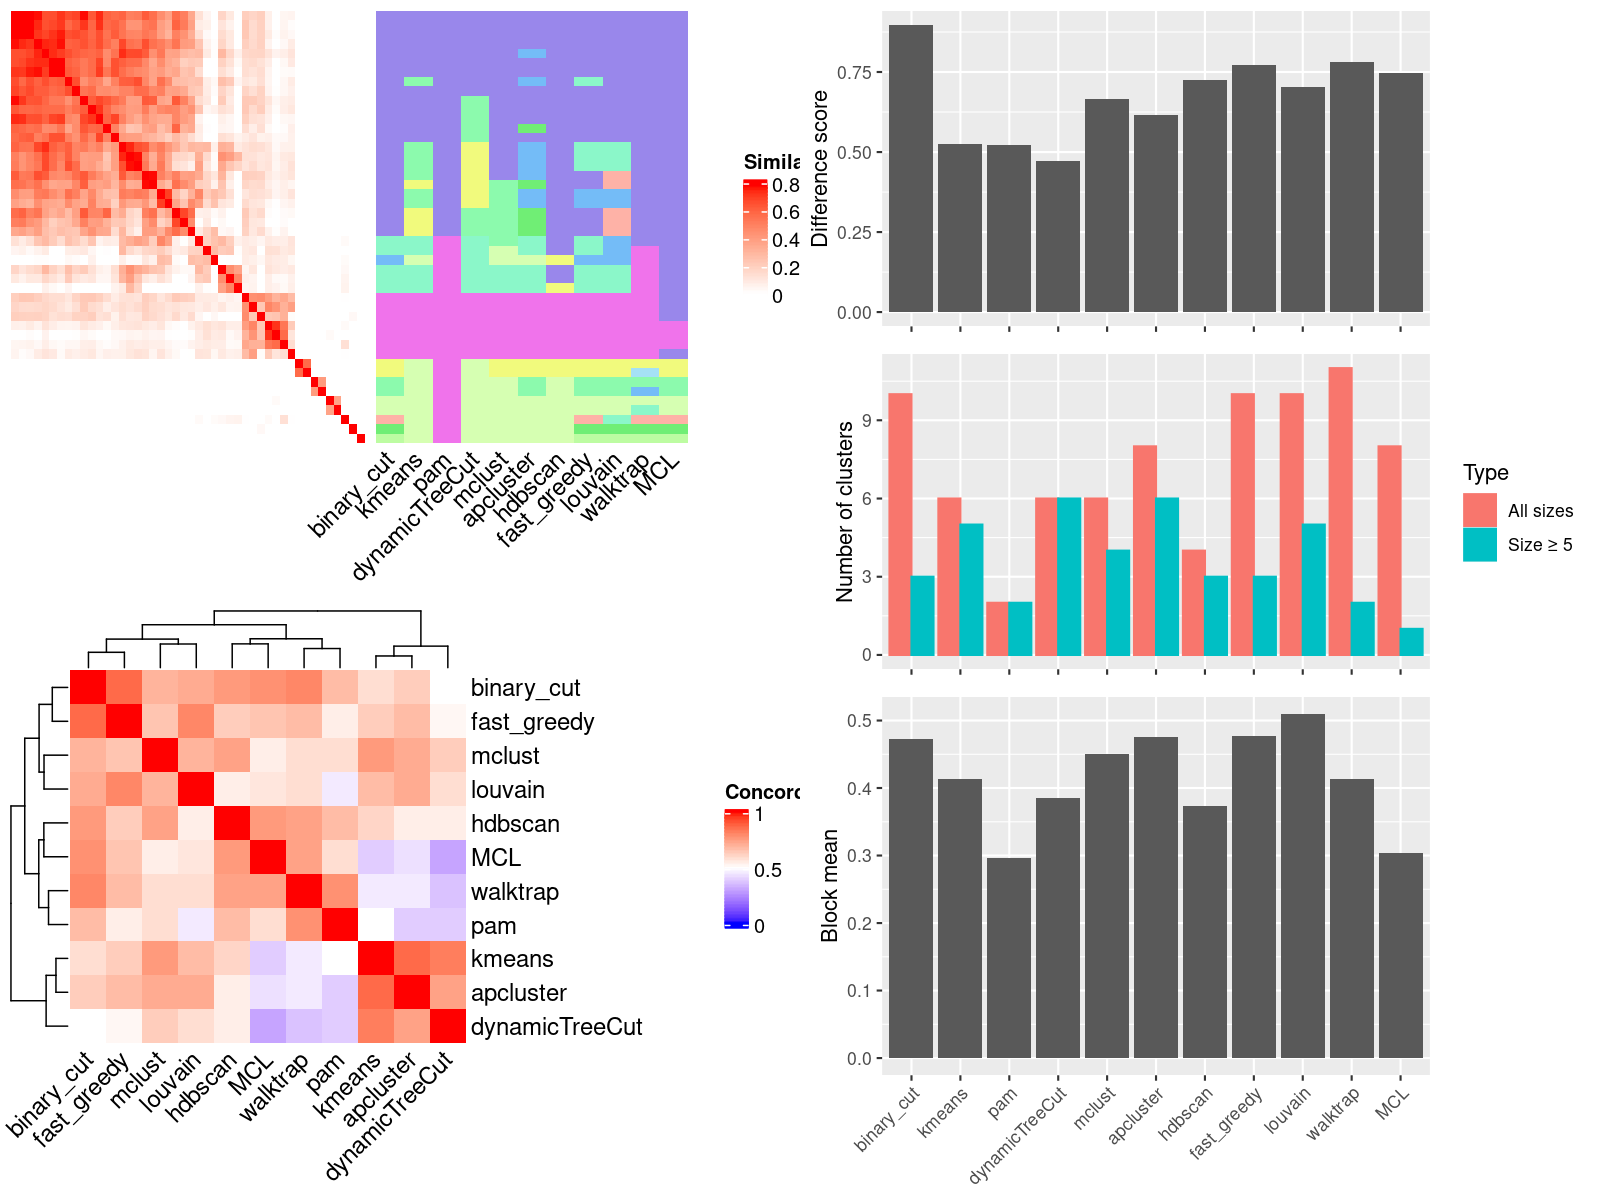 Simila
0.8
0.6
0.4
0.2
0
binary_cut
kmeans
pam
dynamicTreeCut
mclust
apcluster
hdbscan
fast_greedy
louvain
walktrap
MCL
binary_cut
fast_greedy
mclust
louvain
hdbscan
MCL
walktrap
pam
kmeans
apcluster
dynamicTreeCut
Concord
1
0.5
0
binary_cut
fast_greedy
mclust
louvain
hdbscan
MCL
walktrap
pam
kmeans
apcluster
dynamicTreeCut
Difference score
0.75
0.50
0.25
0.00
Number of clusters
9
6
3
0
Type
All sizes
Size ≥ 5
Block mean
0.5
0.4
0.3
0.2
0.1
0.0
binary_cut
kmeans
pam
dynamicTreeCut
mclust
apcluster
hdbscan
fast_greedy
louvain
walktrap
MCL